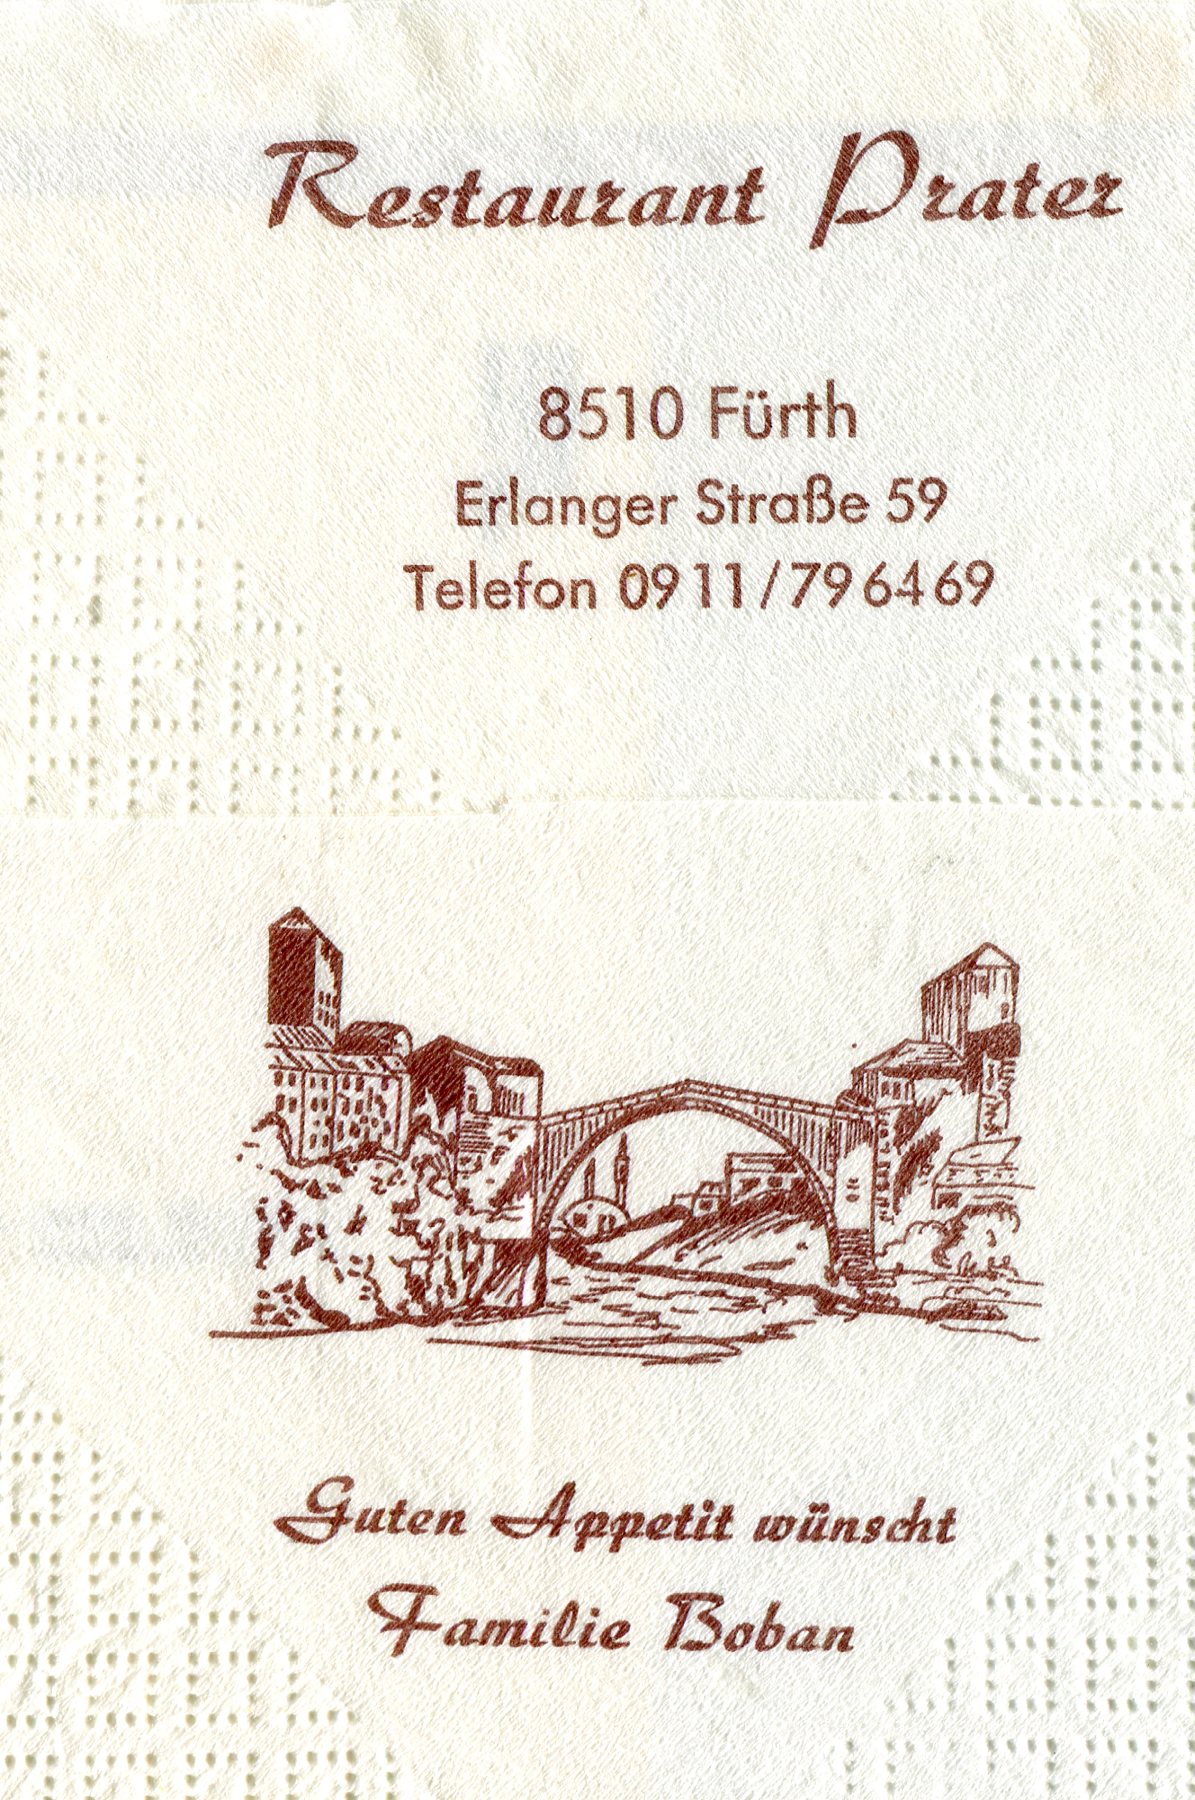 Restaurant Prater
8510 Fürth
Erlanger Straße 59
Telefon 0911/796469
Guten Appetit wünscht
Familie Boban